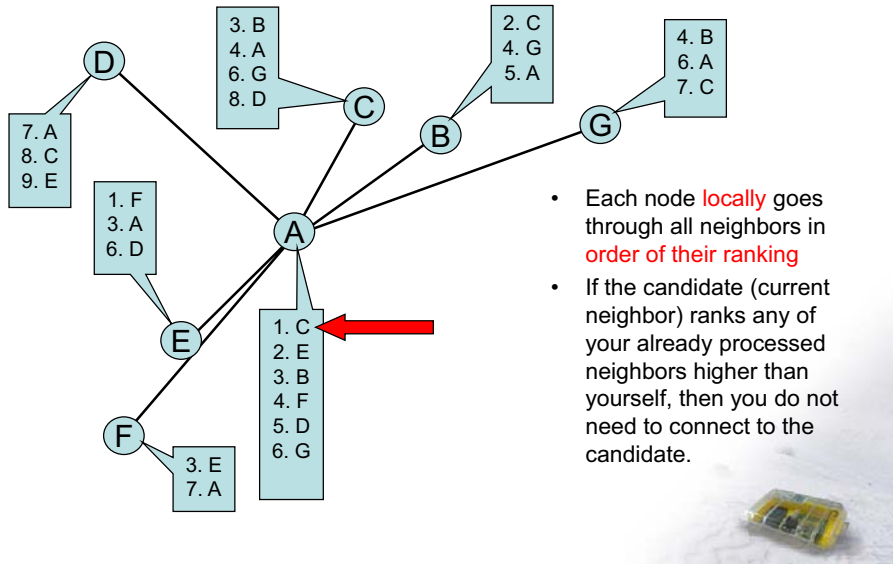 D
7. A
8. C
9. E
3. B
4. A
6. G
8. D
C
2. C
4. G
5. A
B
4. B
6. A
7. C
G
1. F
3. A
6. D
E
A
1. C
2. E
3. B
4. F
5. D
6. G
F
3. E
7. A
• Each node locally goes
through all neighbors in
order of their ranking
• If the candidate (current
neighbor) ranks any of
your already processed
neighbors higher than
yourself, then you do not
need to connect to the
candidate.